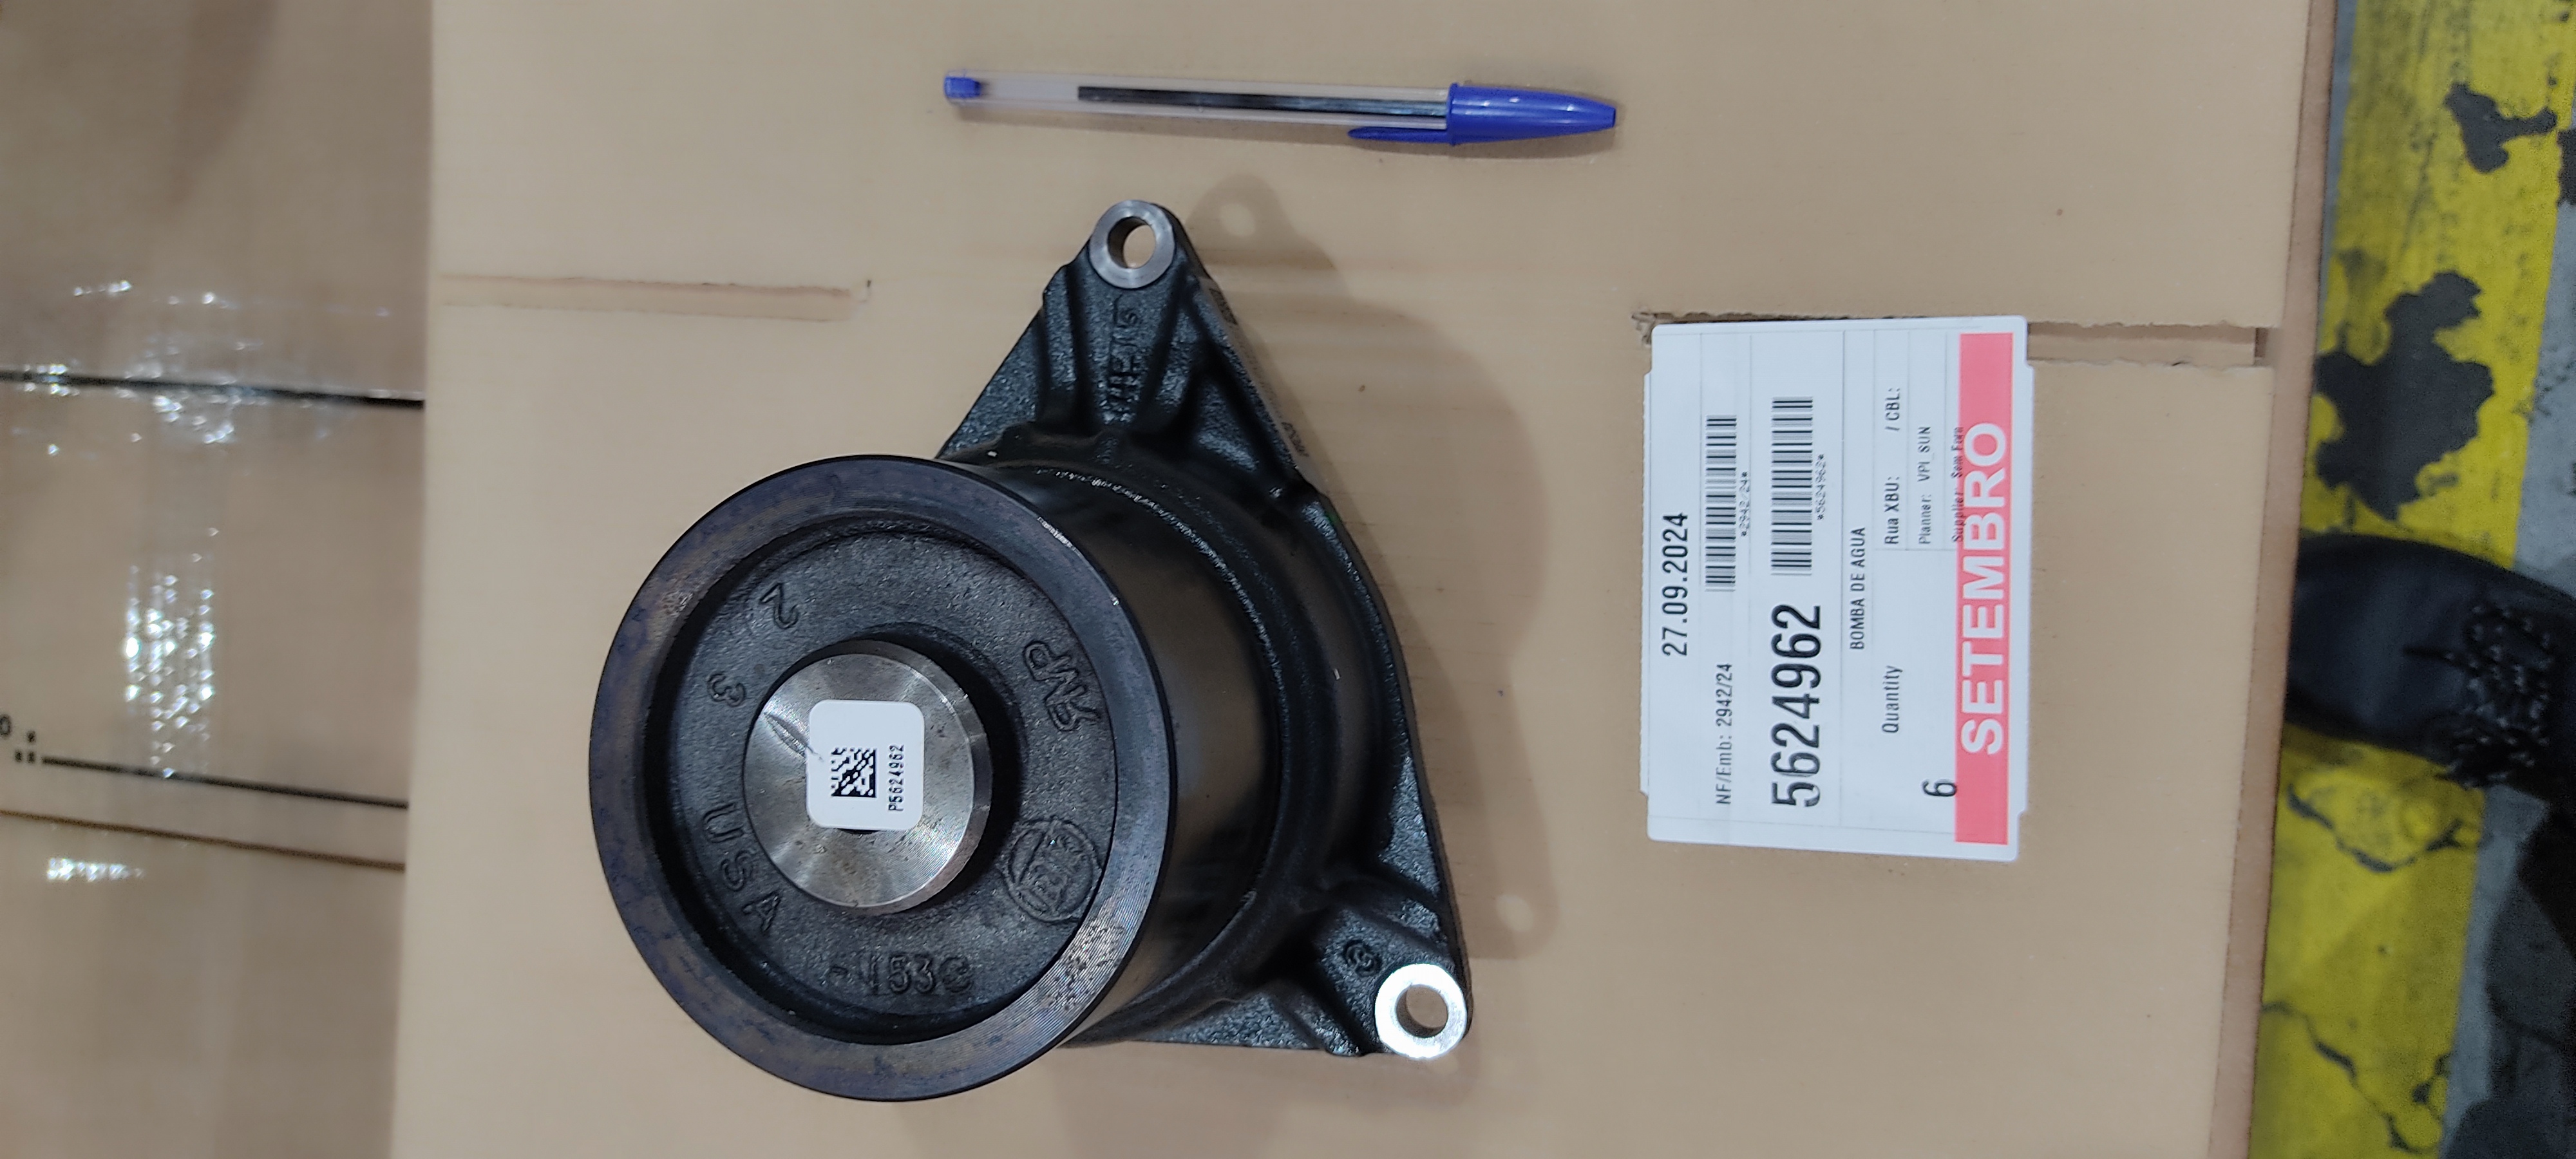 27.09.2024
NF/Emb: 2942/24
*2942/24*
5624962
*5624962*
BOMBA DE AGUA
Quantity
Rua XBU: / CBL:
6
Planner: VPI SUN
Supplier: Sem Forn
SETEMBRO
P5624962
USA
3
2